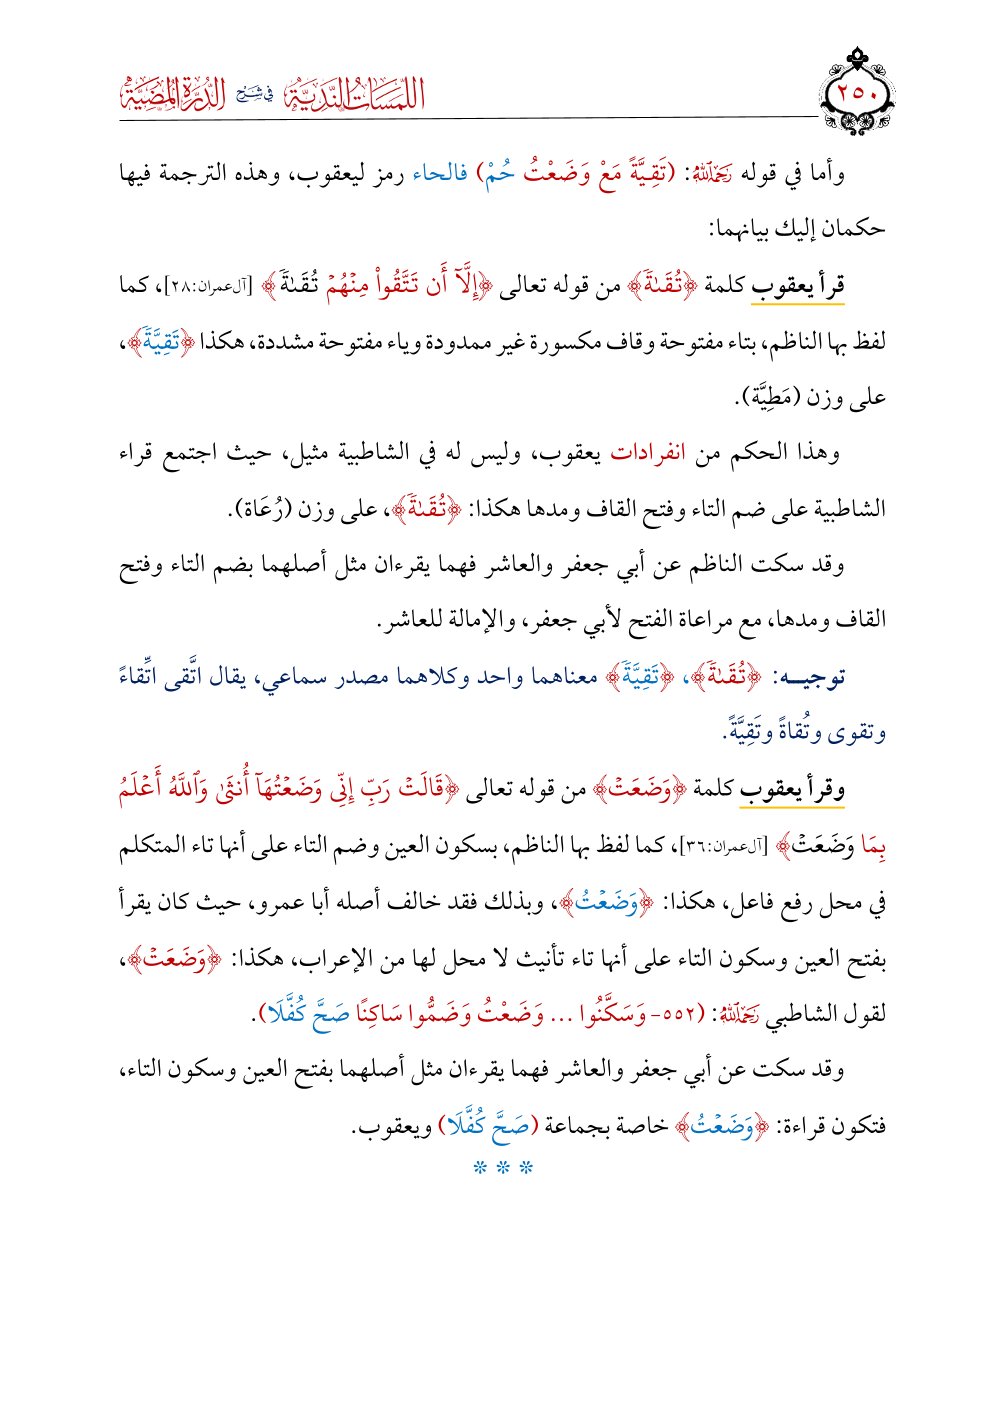 ٢٥٠
اللمسات الندية في شرح الدرة المضية
وأما في قوله رَحِمَهُ ٱللَّهُ: (تَقِيَّةً مَعْ وَضَعْتُ حُمْ) فالحاء رمز ليعقوب، وهذه الترجمة فيها
حكمان إليك بيانهما:
قرأ يعقوب كلمة ﴿تُقَىٰةٗ﴾ من قوله تعالى ﴿إِلَّآ أَن تَتَّقُواْ مِنۡهُمۡ تُقَىٰةٗ﴾ [آل عمران: ٢٨]، كما
لفظ بها الناظم، بتاء مفتوحة وقاف مكسورة غير ممدودة وياء مفتوحة مشددة، هكذا ﴿تَقِيَّةٗ﴾،
على وزن (مَطِيَّة).
وهذا الحكم من انفرادات يعقوب، وليس له في الشاطبية مثيل، حيث اجتمع قراء
الشاطبية على ضم التاء وفتح القاف ومدها هكذا: ﴿تُقَىٰةٗ﴾، على وزن (رُعَاة).
وقد سكت الناظم عن أبي جعفر والعاشر فهما يقرءان مثل أصلهما بضم التاء وفتح
القاف ومدها، مع مراعاة الفتح لأبي جعفر، والإمالة للعاشر.
توجيـــه: ﴿تُقَىٰةٗ﴾، ﴿تَقِيَّةٗ﴾ معناهما واحد وكلاهما مصدر سماعي، يقال اتَّقى اتِّقاءً
وتقوى وتُقاةً وتَقِيَّةً.
وقرأ يعقوب كلمة ﴿وَضَعَتۡ﴾ من قوله تعالى ﴿قَالَتۡ رَبِّ إِنِّي وَضَعۡتُهَآ أُنثَىٰ وَٱللَّهُ أَعۡلَمُ
بِمَا وَضَعَتۡ﴾ [آل عمران: ٣٦]، كما لفظ بها الناظم، بسكون العين وضم التاء على أنها تاء المتكلم
في محل رفع فاعل، هكذا: ﴿وَضَعۡتُ﴾، وبذلك فقد خالف أصله أبا عمرو، حيث كان يقرأ
بفتح العين وسكون التاء على أنها تاء تأنيث لا محل لها من الإعراب، هكذا: ﴿وَضَعَتۡ﴾،
لقول الشاطبي رَحِمَهُ ٱللَّهُ: (٥٥٢- وَسَكَّنُوا ... وَضَعْتُ وَضَمُّوا سَاكِنًا صَحَّ كُفَّلَا).
وقد سكت عن أبي جعفر والعاشر فهما يقرءان مثل أصلهما بفتح العين وسكون التاء،
فتكون قراءة: ﴿وَضَعۡتُ﴾ خاصة بجماعة (صَحَّ كُفَّلَا) ويعقوب.
* * *